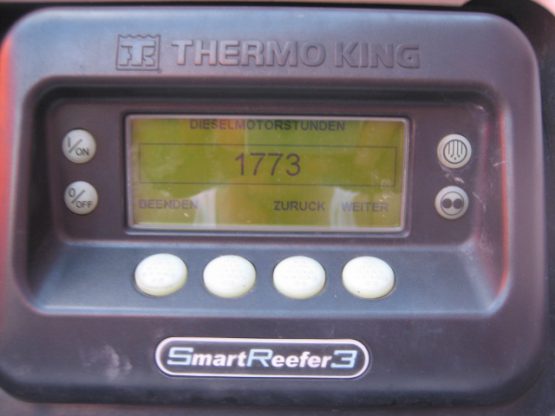 THERMO KING
DIESELMOTORSTUNDEN
I/ON
1773
0/OFF
BEENDEN ZURUCK WEITER
SmartReefer3